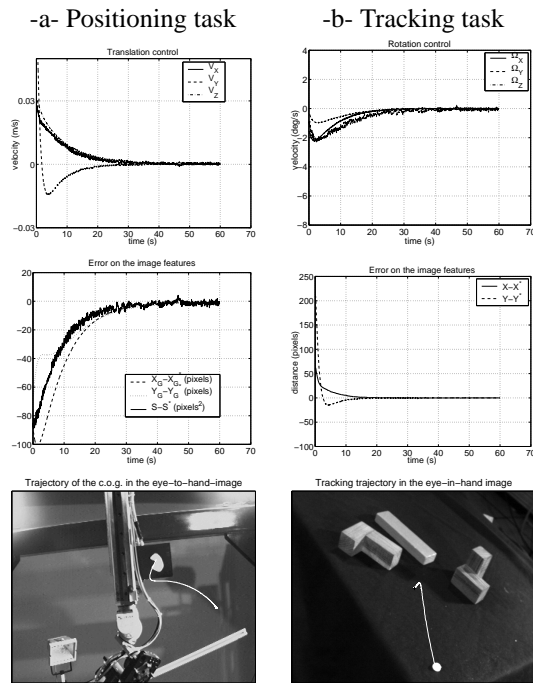 -a- Positioning task
-b- Tracking task
Translation control
V_X
V_Y
V_Z
velocity (m/s)
0.03
0
−0.03
0 10 20 30 40 50 60 70
time (s)
Rotation control
Ω_X
Ω_Y
Ω_Z
velocity (deg/s)
4
2
0
−2
−4
−6
−8
0 10 20 30 40 50 60 70
time (s)
Error on the image features
20
0
−20
−40
−60
−80
−100
X_G−X_G* (pixels)
Y_G−Y_G* (pixels)
S−S* (pixels²)
0 10 20 30 40 50 60 70
time (s)
Error on the image features
X−X*
Y−Y*
distance (pixels)
250
200
150
100
50
0
−50
−100
0 10 20 30 40 50 60 70
time (s)
Trajectory of the c.o.g. in the eye−to−hand−image
Tracking trajectory in the eye−in−hand image